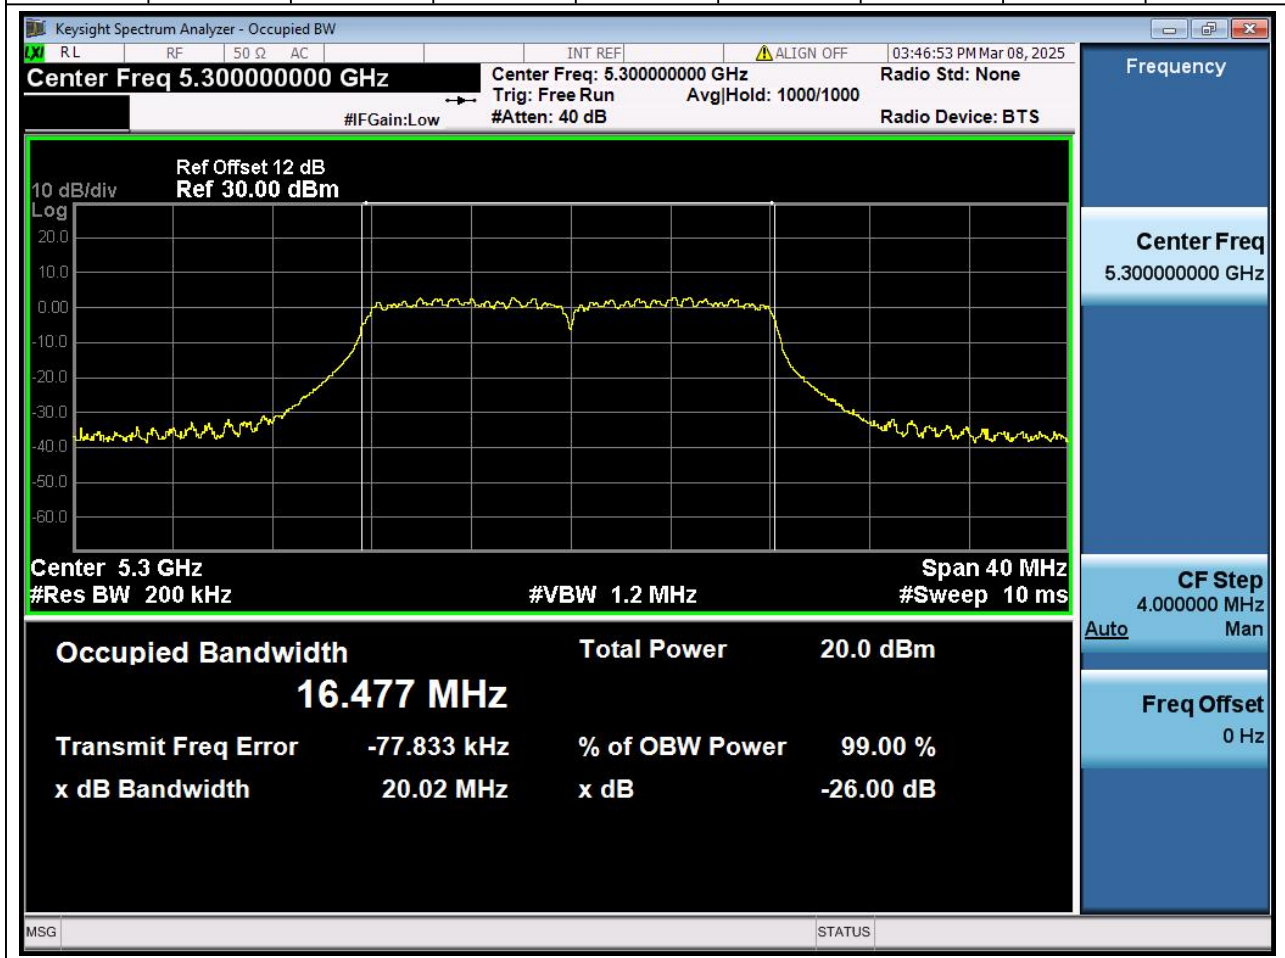 Keysight Spectrum Analyzer - Occupied BW
LXI RL RF 50 Ω AC INT REF ALIGN OFF 03:46:53 PM Mar 08, 2025
Center Freq 5.300000000 GHz Center Freq: 5.300000000 GHz Radio Std: None
Trig: Free Run Avg|Hold: 1000/1000
#IFGain:Low #Atten: 40 dB Radio Device: BTS
Ref Offset 12 dB
10 dB/div Ref 30.00 dBm
Log
20.0
10.0
0.00
-10.0
-20.0
-30.0
-40.0
-50.0
-60.0
Center 5.3 GHz Span 40 MHz
#Res BW 200 kHz #VBW 1.2 MHz #Sweep 10 ms
Occupied Bandwidth Total Power 20.0 dBm
16.477 MHz
Transmit Freq Error -77.833 kHz % of OBW Power 99.00 %
x dB Bandwidth 20.02 MHz x dB -26.00 dB
MSG STATUS
Frequency
Center Freq
5.300000000 GHz
CF Step
4.000000 MHz
Auto Man
Freq Offset
0 Hz